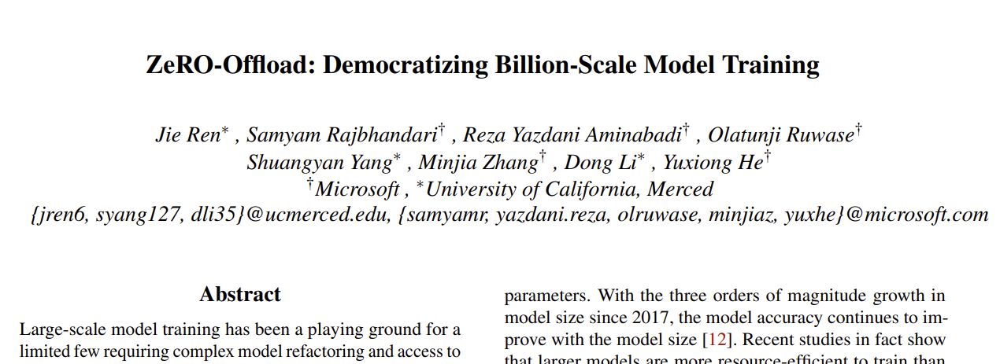 ZeRO-Offload: Democratizing Billion-Scale Model Training
Jie Ren* , Samyam Rajbhandari† , Reza Yazdani Aminabadi† , Olatunji Ruwase†
Shuangyan Yang* , Minjia Zhang† , Dong Li* , Yuxiong He†
†Microsoft , *University of California, Merced
{jren6, syang127, dli35}@ucmerced.edu, {samyamr, yazdani.reza, olruwase, minjiaz, yuxhe}@microsoft.com
Abstract
Large-scale model training has been a playing ground for a
limited few requiring complex model refactoring and access to
parameters. With the three orders of magnitude growth in
model size since 2017, the model accuracy continues to im-
prove with the model size [12]. Recent studies in fact show
that larger models are more resource-efficient to train than